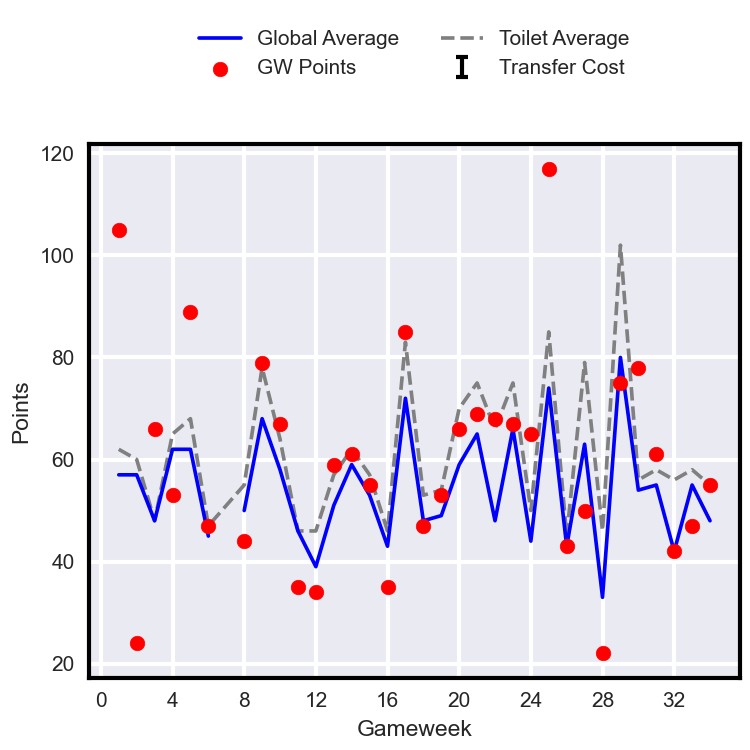 Global Average
Toilet Average
GW Points
Transfer Cost
120
100
80
60
40
20
Points
0 4 8 12 16 20 24 28 32
Gameweek